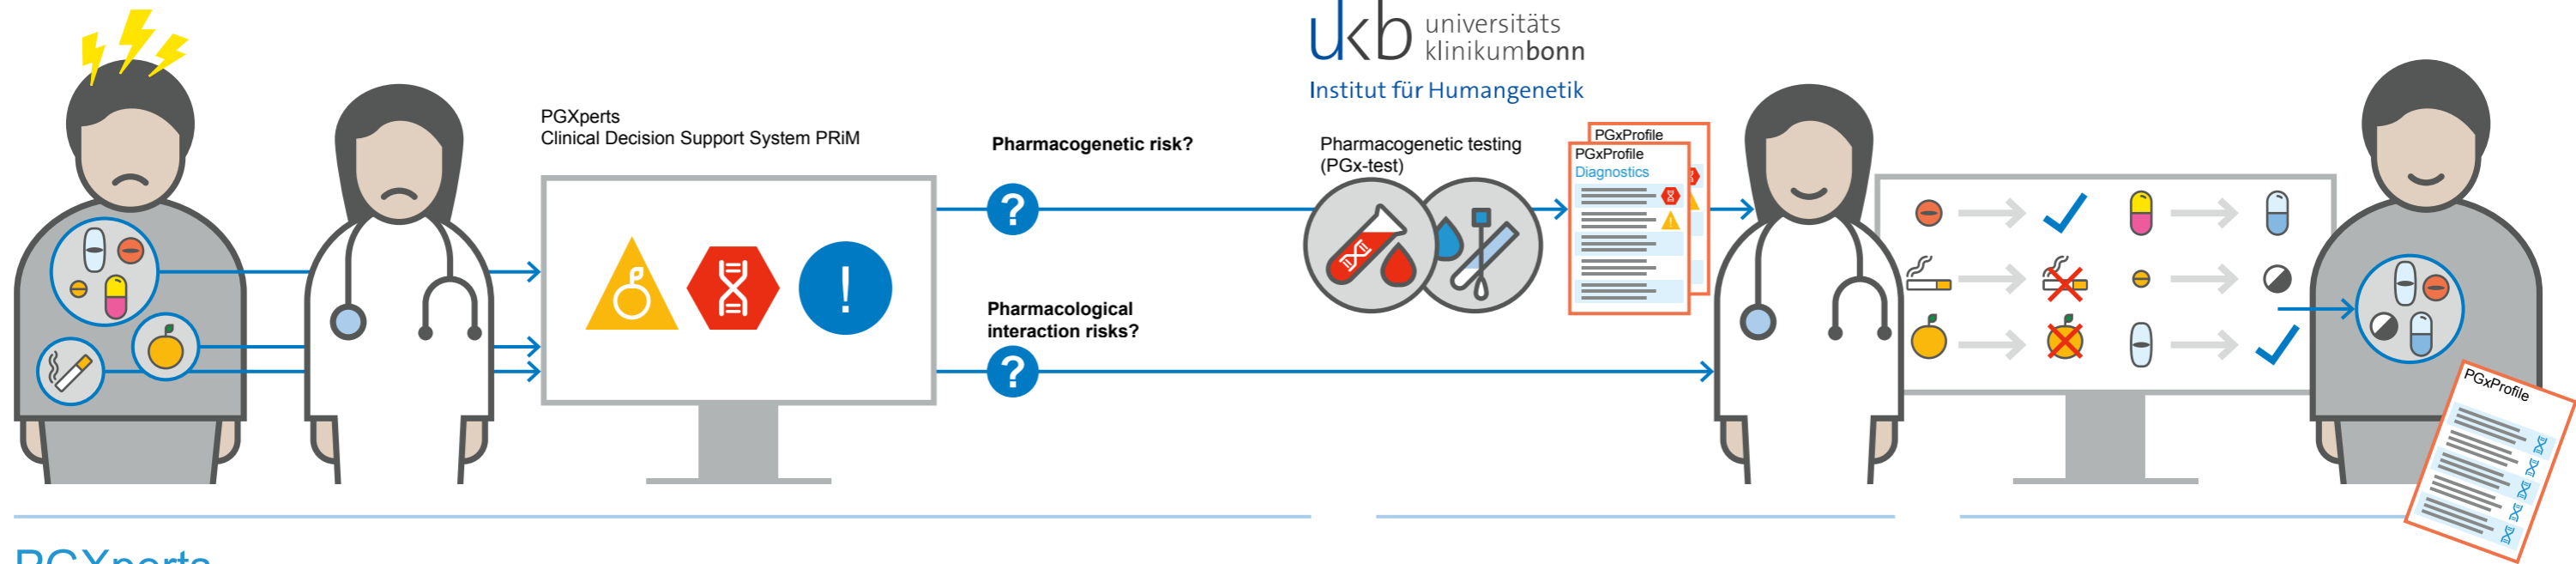 ukb universitäts
klinikumbonn
Institut für Humangenetik
PGXperts
Clinical Decision Support System PRiM
Pharmacogenetic risk?
?
!
Pharmacological
interaction risks?
?
Pharmacogenetic testing
(PGx-test)
PGxProfile
PGxProfile
Diagnostics
!
PGxProfile
PGXperts